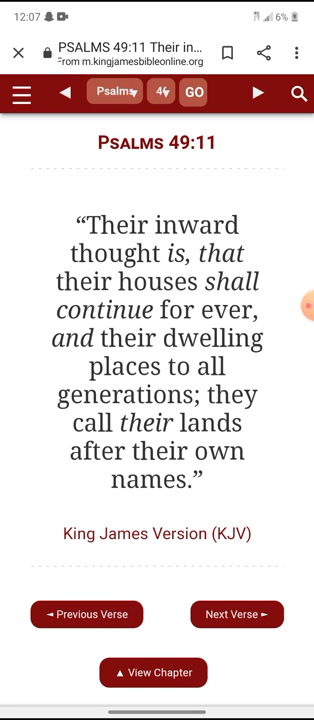 12:07
6%
PSALMS 49:11 Their in...
From m.kingjamesbibleonline.org
Psalms
GO
PSALMS 49:11
“Their inward
thought is, that
their houses shall
continue for ever,
and their dwelling
places to all
generations; they
call their lands
after their own
names.”
King James Version (KJV)
◄ Previous Verse
Next Verse ►
▲ View Chapter